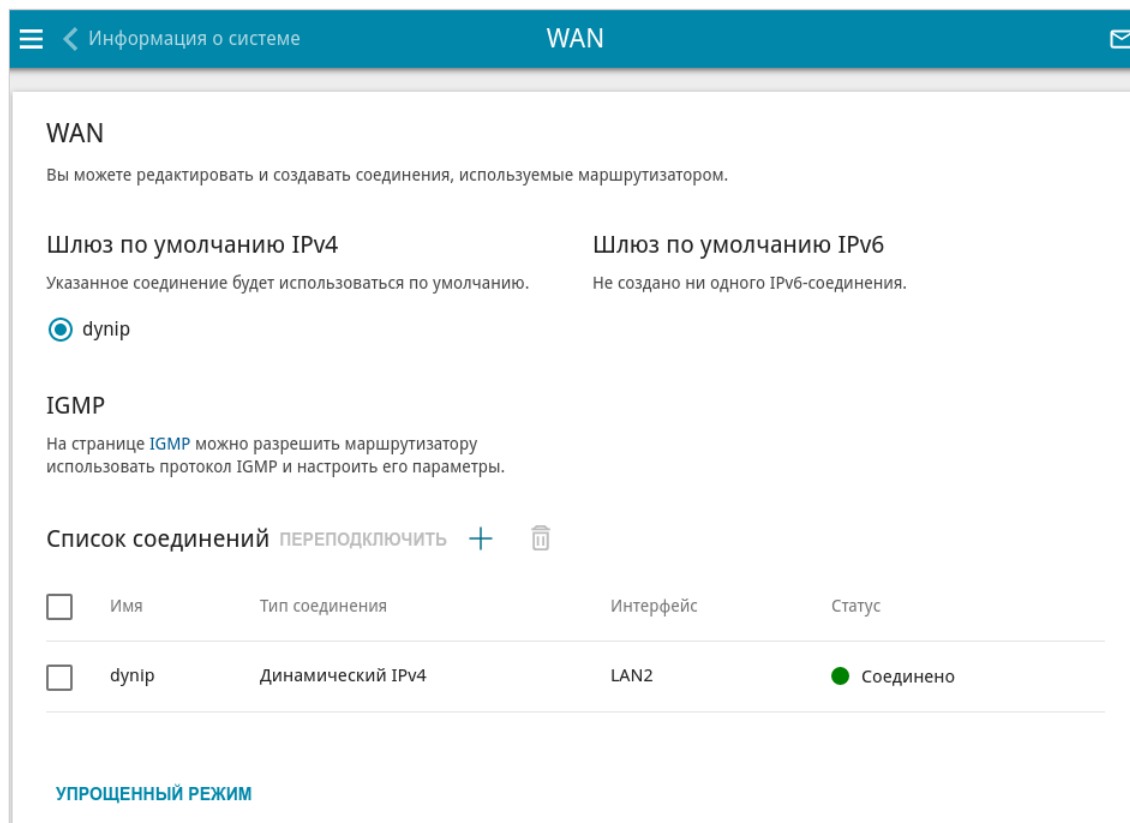 Информация о системе
WAN
WAN
Вы можете редактировать и создавать соединения, используемые маршрутизатором.
Шлюз по умолчанию IPv4
Указанное соединение будет использоваться по умолчанию.
dynip
Шлюз по умолчанию IPv6
Не создано ни одного IPv6-соединения.
IGMP
На странице IGMP можно разрешить маршрутизатору
использовать протокол IGMP и настроить его параметры.
Список соединений ПЕРЕПОДКЛЮЧИТЬ
Имя Тип соединения Интерфейс Статус
dynip Динамический IPv4 LAN2 Соединено
УПРОЩЕННЫЙ РЕЖИМ